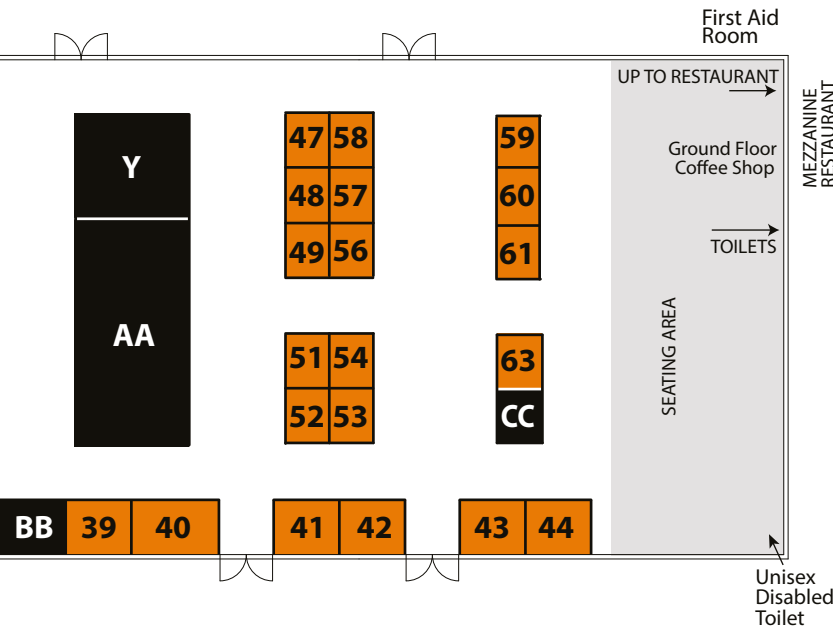 First Aid
Room
UP TO RESTAURANT
MEZZANINE
RESTAURANT
Y
47 58
59
Ground Floor
Coffee Shop
48 57
60
49 56
61
TOILETS
AA
SEATING AREA
51 54
63
52 53
CC
BB 39 40 41 42 43 44
Unisex
Disabled
Toilet